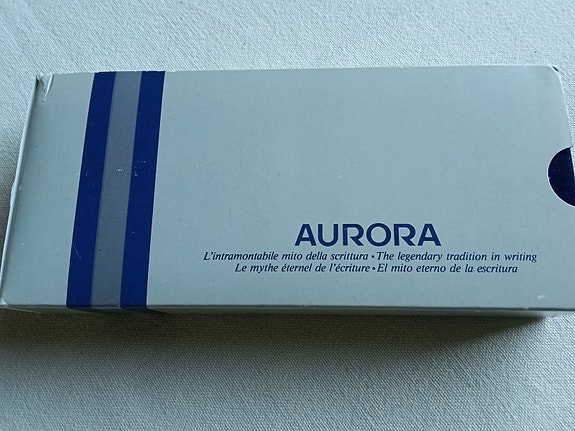 AURORA
L'intramontabile mito della scrittura • The legendary tradition in writing
Le mythe éternel de l'écriture • El mito eterno de la escritura